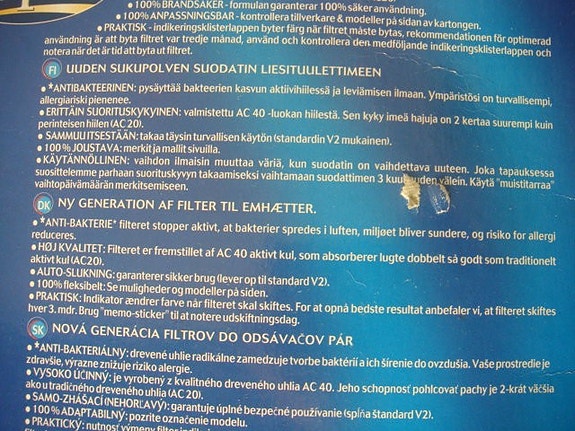 • 100% BRANDSÄKER - formulan garanterar 100% säker användning.
• 100% ANPASSNINGSBAR - kontrollera tillverkare & modeller på sidan av kartongen.
• PRAKTISK - indikeringsklisterlappen byter färg när filtret måste bytas, rekommendationen för optimerad
användning är att byta filtret var tredje månad, använd och kontrollera den medföljande indikeringsklisterlappen och
notera när det är tid att byta ut filtret.
FI UUDEN SUKUPOLVEN SUODATIN LIESITUULETTIMEEN
• *ANTIBAKTEERINEN: pysäyttää bakteerien kasvun aktiivihiilessä ja leviämisen ilmaan. Ympäristösi on turvallisempi,
allergiariski pienenee.
• ERITTÄIN SUORITUSKYKYINEN: valmistettu AC 40 -luokan hiilestä. Sen kyky imeä hajuja on 2 kertaa suurempi kuin
perinteisen hiilen (AC 20).
• SAMMUU ITSESTÄÄN: takaa täysin turvallisen käytön (standardin V2 mukainen).
• 100% JOUSTAVA: merkit ja mallit sivuilla.
• KÄYTÄNNÖLLINEN: vaihdon ilmaisin muuttaa väriä, kun suodatin on vaihdettava uuteen. Joka tapauksessa
suosittelemme parhaan suorituskyvyn takaamiseksi vaihtamaan suodattimen 3 kuukauden välein. Käytä "muistitarraa"
vaihtopäivämäärän merkitsemiseen.
DK NY GENERATION AF FILTER TIL EMHÆTTER.
• *ANTI-BAKTERIE* filteret stopper aktivt, at bakterier spredes i luften, miljøet bliver sundere, og risiko for allergi
reduceres.
• HØJ KVALITET: Filteret er fremstillet af AC 40 aktivt kul, som absorberer lugte dobbelt så godt som traditionelt
aktivt kul (AC20).
• AUTO-SLUKNING: garanterer sikker brug (lever op til standard V2).
• 100% fleksibelt: Se muligheder og modeller på siden.
• PRAKTISK: Indikator ændrer farve når filteret skal skiftes. For at opnå bedste resultat anbefaler vi, at filteret skiftes
hver 3. mdr. Brug "memo-sticker" til at notere udskiftningsdag.
SK NOVÁ GENERÁCIA FILTROV DO ODSÁVAČOV PÁR
• *ANTI-BAKTERIÁLNY: drevené uhlie radikálne zamedzuje tvorbe baktérií a ich šírenie do ovzdušia. Vaše prostredie je
zdravšie, výrazne znižuje riziko alergie.
• VYSOKO ÚČINNÝ: je vyrobený z kvalitného dreveného uhlia AC 40. Jeho schopnosť pohlcovať pachy je 2-krát väčšia
ako u tradičného dreveného uhlia (AC 20).
• SAMO-ZHÁŠACÍ (NEHORĽAVÝ): garantuje úplné bezpečné používanie (spĺňa štandard V2).
• 100% ADAPTABILNÝ: pozrite označenie modelu.
• PRAKTICKÝ: nutnosť výmeny filtra